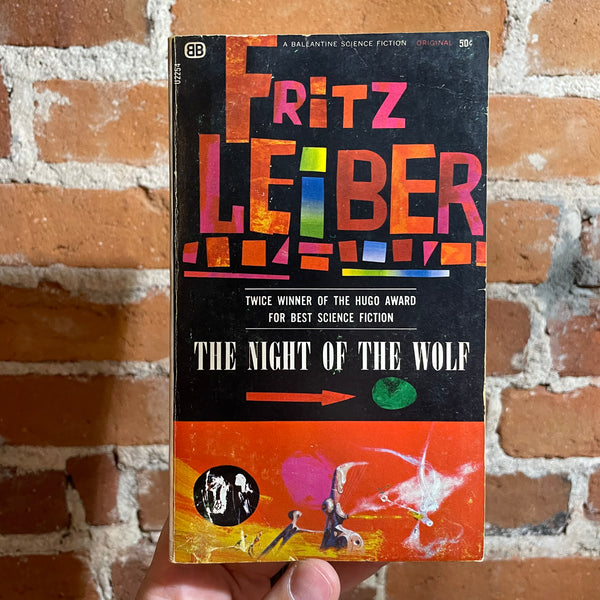 BB
A BALLANTINE SCIENCE FICTION ORIGINAL 50¢
U2254
FRiTZ
LEiBER
TWICE WINNER OF THE HUGO AWARD
FOR BEST SCIENCE FICTION
THE NIGHT OF THE WOLF